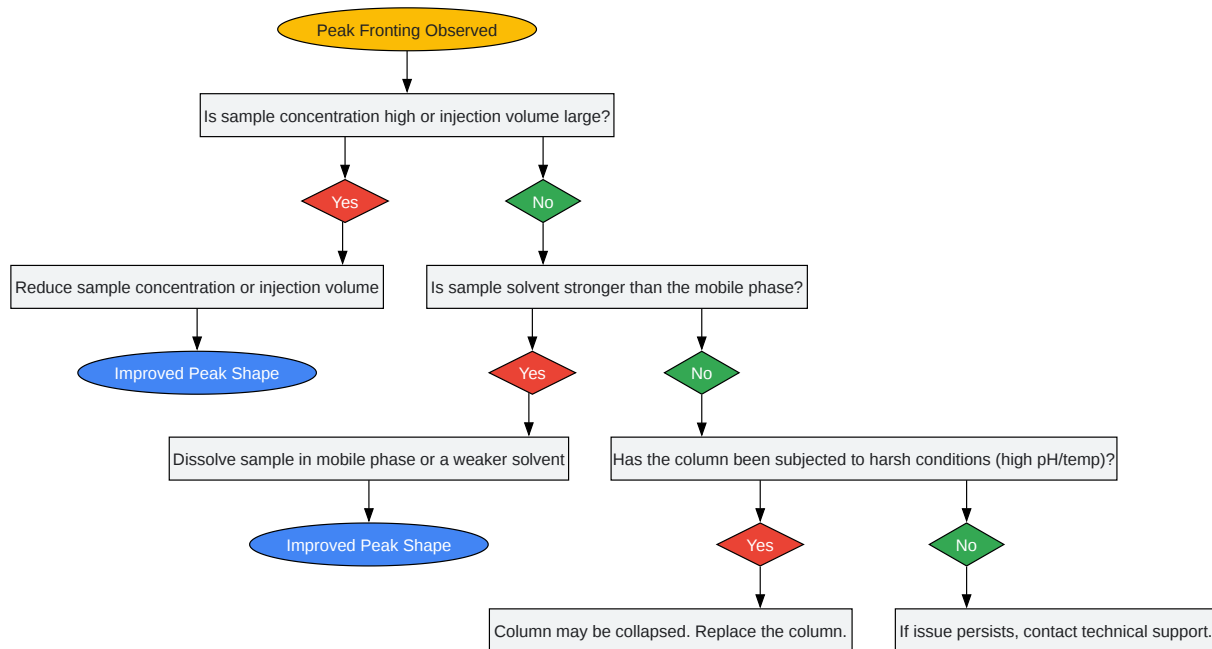 Peak Fronting Observed
Is sample concentration high or injection volume large?
Yes
No
Reduce sample concentration or injection volume
Is sample solvent stronger than the mobile phase?
Improved Peak Shape
Yes
No
Dissolve sample in mobile phase or a weaker solvent
Has the column been subjected to harsh conditions (high pH/temp)?
Improved Peak Shape
Yes
No
Column may be collapsed. Replace the column.
If issue persists, contact technical support.